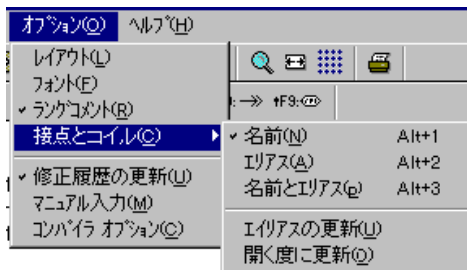 オプション(O) ヘルプ(H)
レイアウト(L)
フォント(F)
ラングコメント(R)
接点とコイル(C)
修正履歴の更新(U)
マニュアル入力(M)
コンパイラ オプション(C)
↑F9:
名前(N) Alt+1
エリアス(A) Alt+2
名前とエリアス(p) Alt+3
エイリアスの更新(U)
開く度に更新(O)